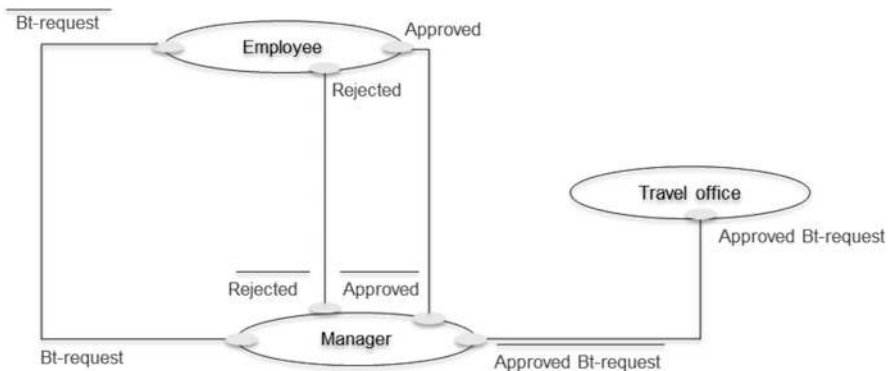 Bt-request
Employee
Approved
Rejected
Travel office
Approved Bt-request
Rejected
Approved
Manager
Bt-request
Approved Bt-request